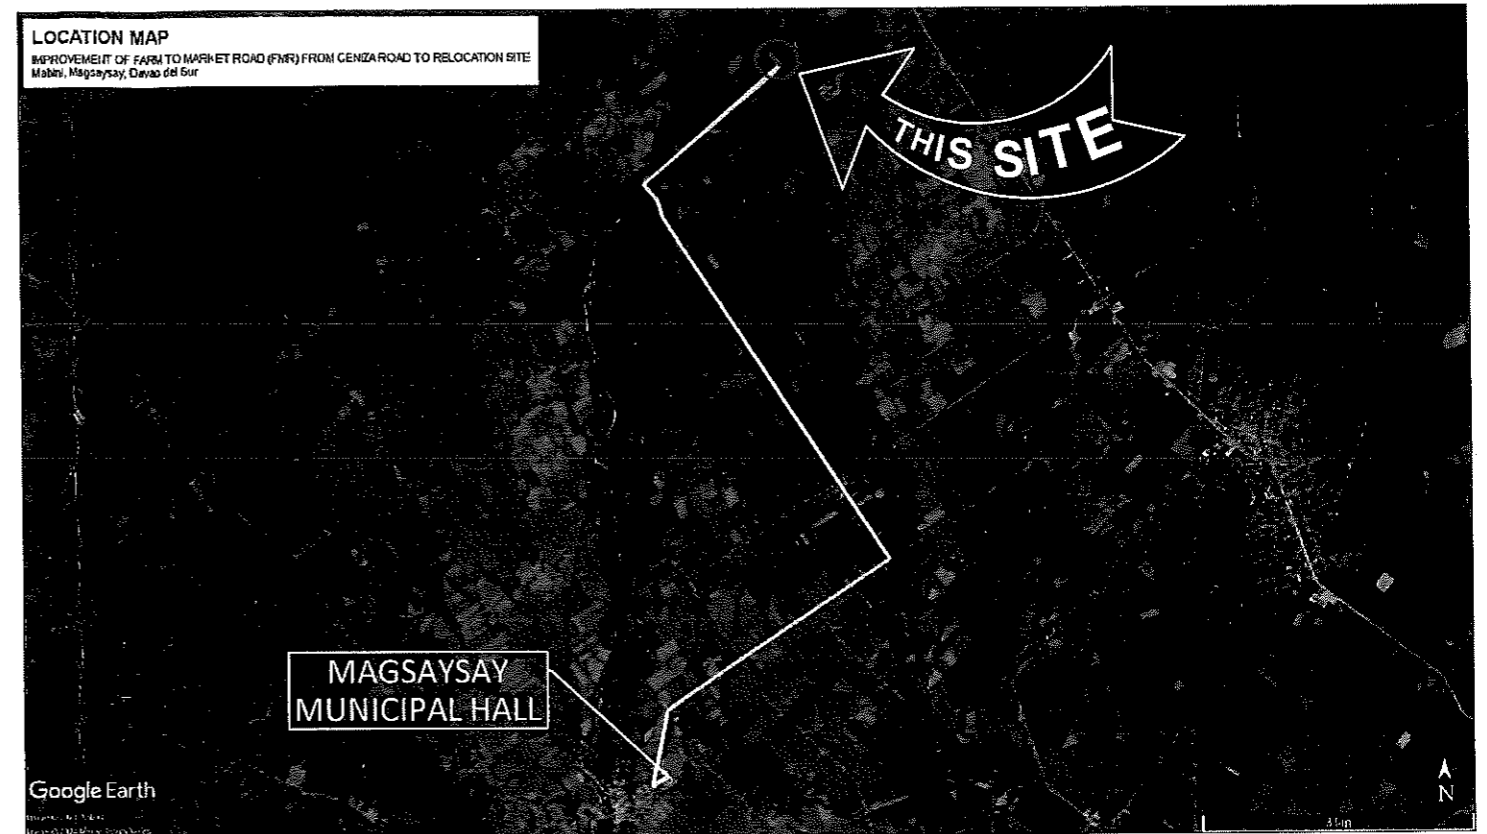 LOCATION MAP
IMPROVEMENT OF FARM TO MARKET ROAD (FMR) FROM GENIZA ROAD TO RELOCATION SITE
Mabini, Magsaysay, Davao del Sur
THIS SITE
MAGSAYSAY
MUNICIPAL HALL
Google Earth
N